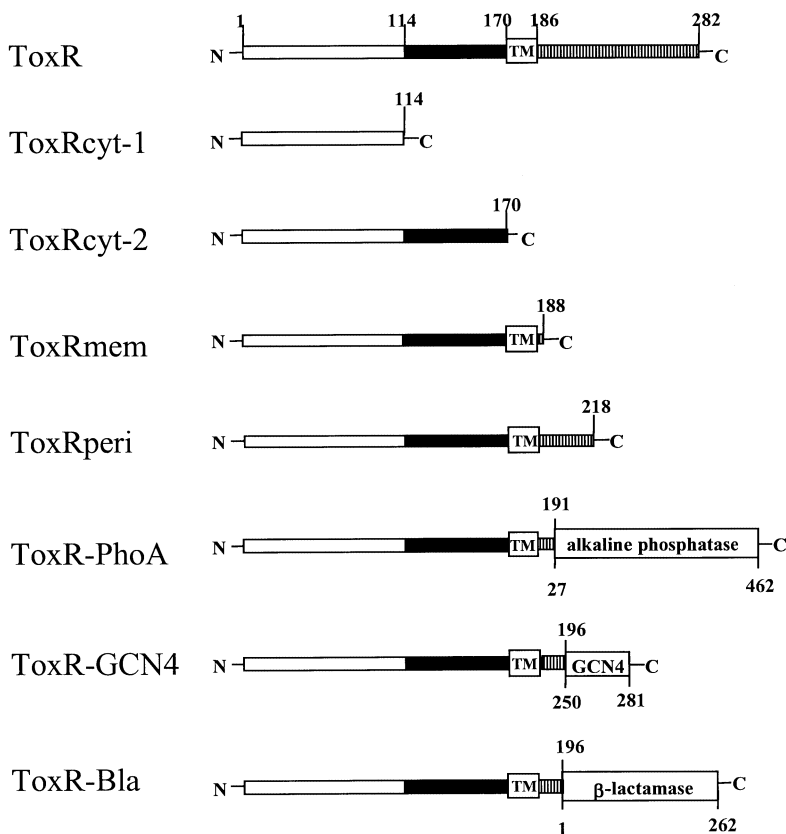 1 114 170 186 282
ToxR N TM C
114
ToxRcyt-1 N C
170
ToxRcyt-2 N C
188
ToxRmem N TM C
218
ToxRperi N TM C
191
ToxR-PhoA N TM alkaline phosphatase C
27 462
196
ToxR-GCN4 N TM GCN4 C
250 281
196
ToxR-Bla N TM β-lactamase C
1 262